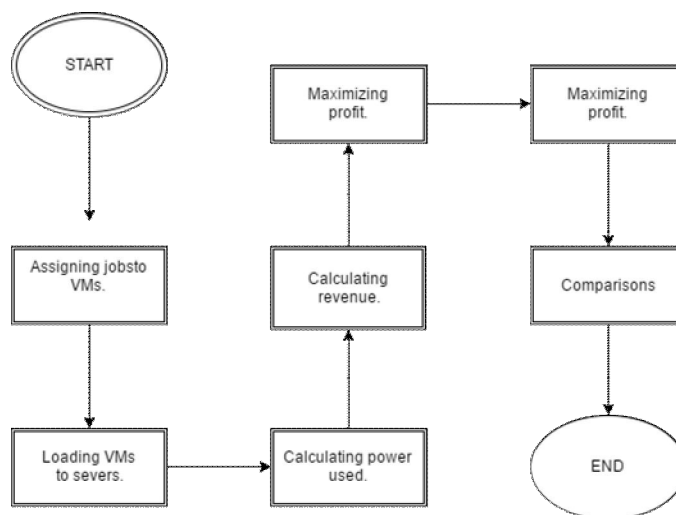 START
Assigning jobsto
VMs.
Loading VMs
to severs.
Calculating power
used.
Calculating
revenue.
Maximizing
profit.
Maximizing
profit.
Comparisons
END